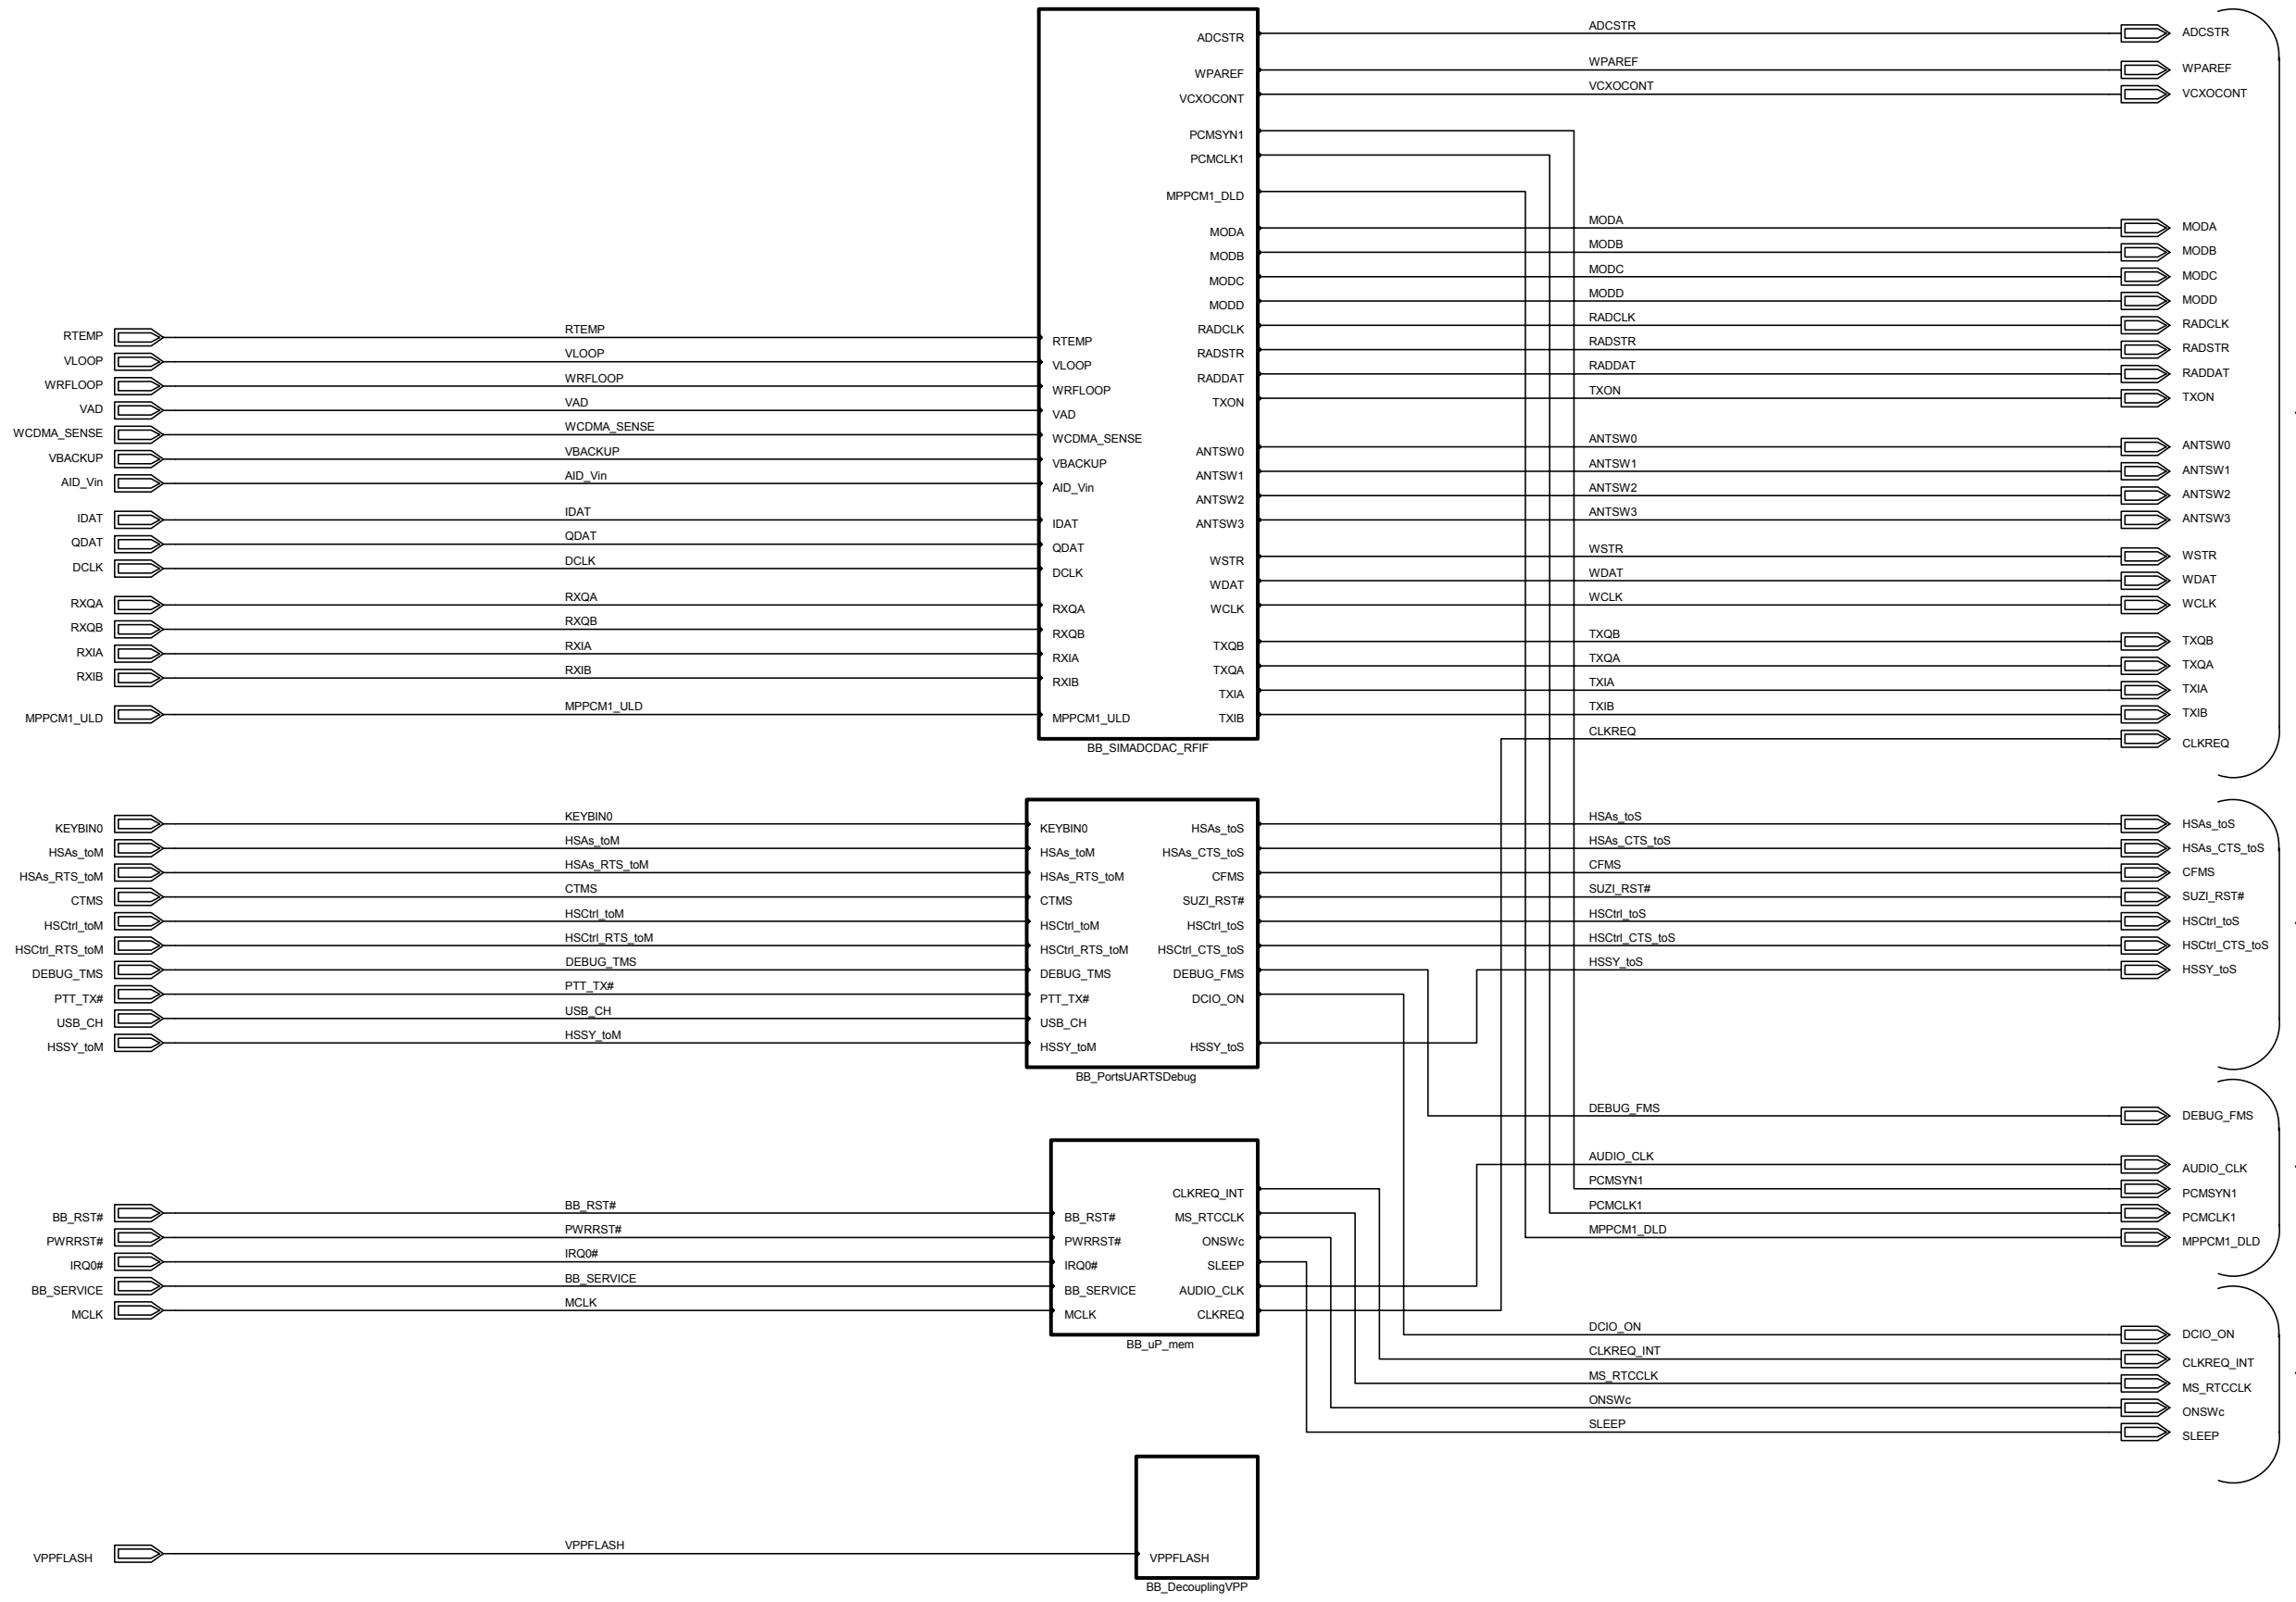 ADCSTR ADCSTR ADCSTR
WPAREF WPAREF WPAREF
VCXOCONT VCXOCONT VCXOCONT
PCMSYN1
PCMCLK1
MPPCM1_DLD
MODA MODA MODA
MODB MODB MODB
MODC MODC MODC
MODD MODD MODD
RADCLK RADCLK RADCLK
RTEMP RTEMP RTEMP RADSTR RADSTR RADSTR
VLOOP VLOOP VLOOP RADDAT RADDAT RADDAT
WRFLOOP WRFLOOP WRFLOOP TXON TXON TXON
VAD VAD VAD
WCDMA_SENSE WCDMA_SENSE WCDMA_SENSE ANTSW0 ANTSW0 ANTSW0
VBACKUP VBACKUP VBACKUP ANTSW1 ANTSW1 ANTSW1
AID_Vin AID_Vin AID_Vin ANTSW2 ANTSW2 ANTSW2
IDAT IDAT IDAT ANTSW3 ANTSW3 ANTSW3
QDAT QDAT QDAT WSTR WSTR WSTR
DCLK DCLK DCLK WDAT WDAT WDAT
RXQA RXQA RXQA WCLK WCLK WCLK
RXQB RXQB RXQB TXQB TXQB TXQB
RXIA RXIA RXIA TXQA TXQA TXQA
RXIB RXIB RXIB TXIA TXIA TXIA
MPPCM1_ULD MPPCM1_ULD MPPCM1_ULD TXIB TXIB TXIB
CLKREQ CLKREQ
BB_SIMADCDAC_RFIF
KEYBIN0 KEYBIN0 KEYBIN0 HSAs_toS HSAs_toS HSAs_toS
HSAs_toM HSAs_toM HSAs_toM HSAs_CTS_toS HSAs_CTS_toS HSAs_CTS_toS
HSAs_RTS_toM HSAs_RTS_toM HSAs_RTS_toM CFMS CFMS CFMS
CTMS CTMS CTMS SUZI_RST# SUZI_RST# SUZI_RST#
HSCtrl_toM HSCtrl_toM HSCtrl_toM HSCtrl_toS HSCtrl_toS HSCtrl_toS
HSCtrl_RTS_toM HSCtrl_RTS_toM HSCtrl_RTS_toM HSCtrl_CTS_toS HSCtrl_CTS_toS HSCtrl_CTS_toS
DEBUG_TMS DEBUG_TMS DEBUG_TMS DEBUG_FMS HSSY_toS HSSY_toS
PTT_TX# PTT_TX# PTT_TX# DCIO_ON
USB_CH USB_CH USB_CH
HSSY_toM HSSY_toM HSSY_toM HSSY_toS
BB_PortsUARTSDebug
DEBUG_FMS DEBUG_FMS
AUDIO_CLK AUDIO_CLK
CLKREQ_INT PCMSYN1 PCMSYN1
BB_RST# BB_RST# BB_RST# MS_RTCCLK PCMCLK1 PCMCLK1
PWRRST# PWRRST# PWRRST# ONSWc MPPCM1_DLD MPPCM1_DLD
IRQ0# IRQ0# IRQ0# SLEEP
BB_SERVICE BB_SERVICE BB_SERVICE AUDIO_CLK
MCLK MCLK MCLK CLKREQ
DCIO_ON DCIO_ON
BB_uP_mem
CLKREQ_INT CLKREQ_INT
MS_RTCCLK MS_RTCCLK
ONSWc ONSWc
SLEEP SLEEP
VPPFLASH VPPFLASH VPPFLASH
BB_DecouplingVPP